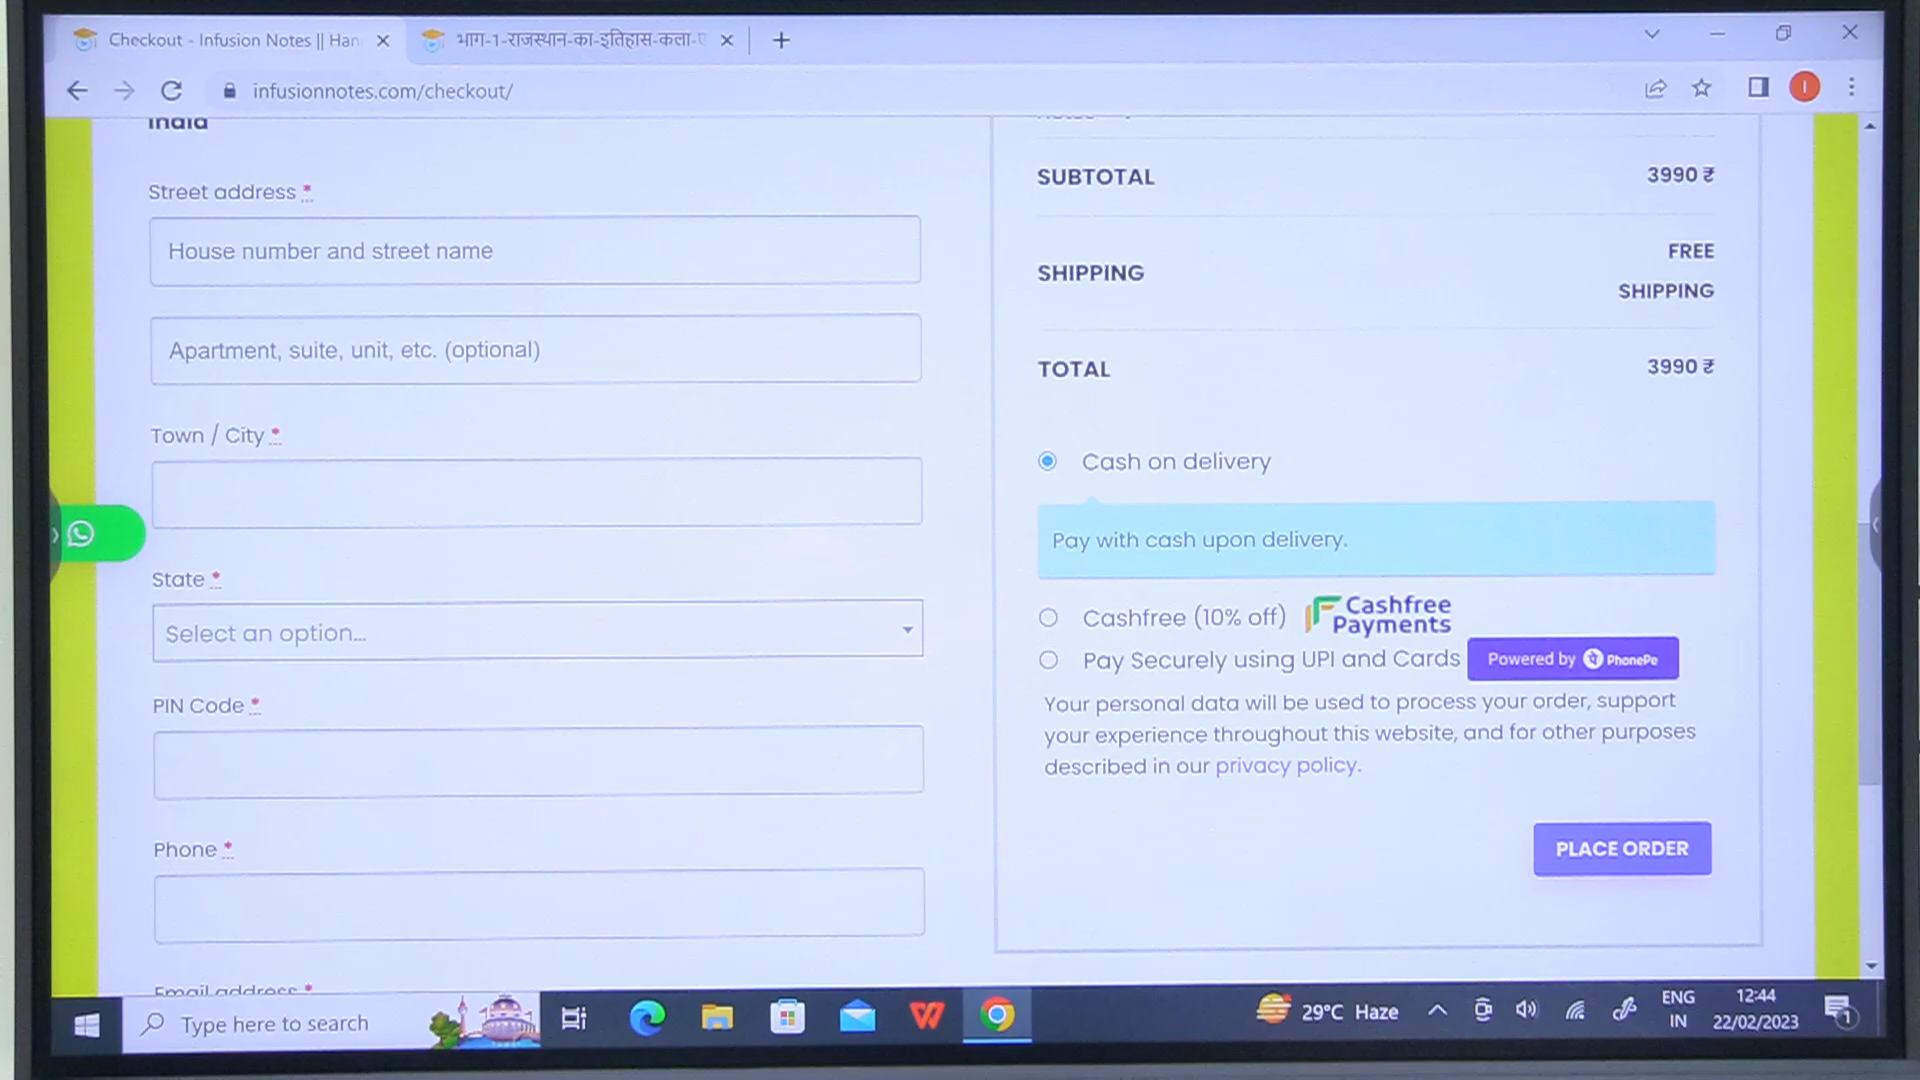 Checkout - Infusion Notes || Han
भाग-1-राजस्थान-का-इतिहास-कला-ए
infusionnotes.com/checkout/
India
Street address *
House number and street name
Apartment, suite, unit, etc. (optional)
Town / City *
State *
Select an option...
PIN Code *
Phone *
Email address *
SUBTOTAL 3990 ₹
SHIPPING FREE
SHIPPING
TOTAL 3990 ₹
Cash on delivery
Pay with cash upon delivery.
Cashfree (10% off) Cashfree
Payments
Pay Securely using UPI and Cards Powered by PhonePe
Your personal data will be used to process your order, support
your experience throughout this website, and for other purposes
described in our privacy policy.
PLACE ORDER
Type here to search
29°C Haze
ENG
IN
12:44
22/02/2023
1